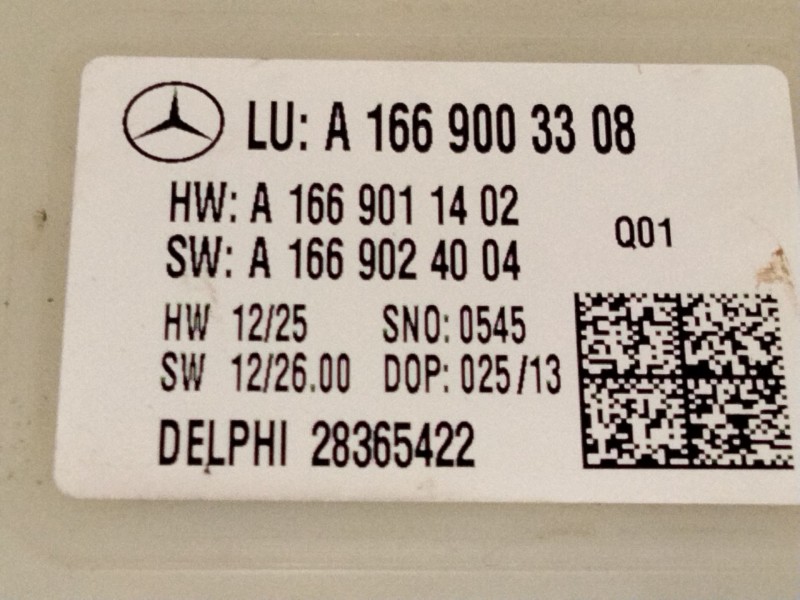 LU: A 166 900 33 08
HW: A 166 901 14 02
SW: A 166 902 40 04
Q01
HW 12/25 SNO: 0545
SW 12/26.00 DOP: 025/13
DELPHI 28365422